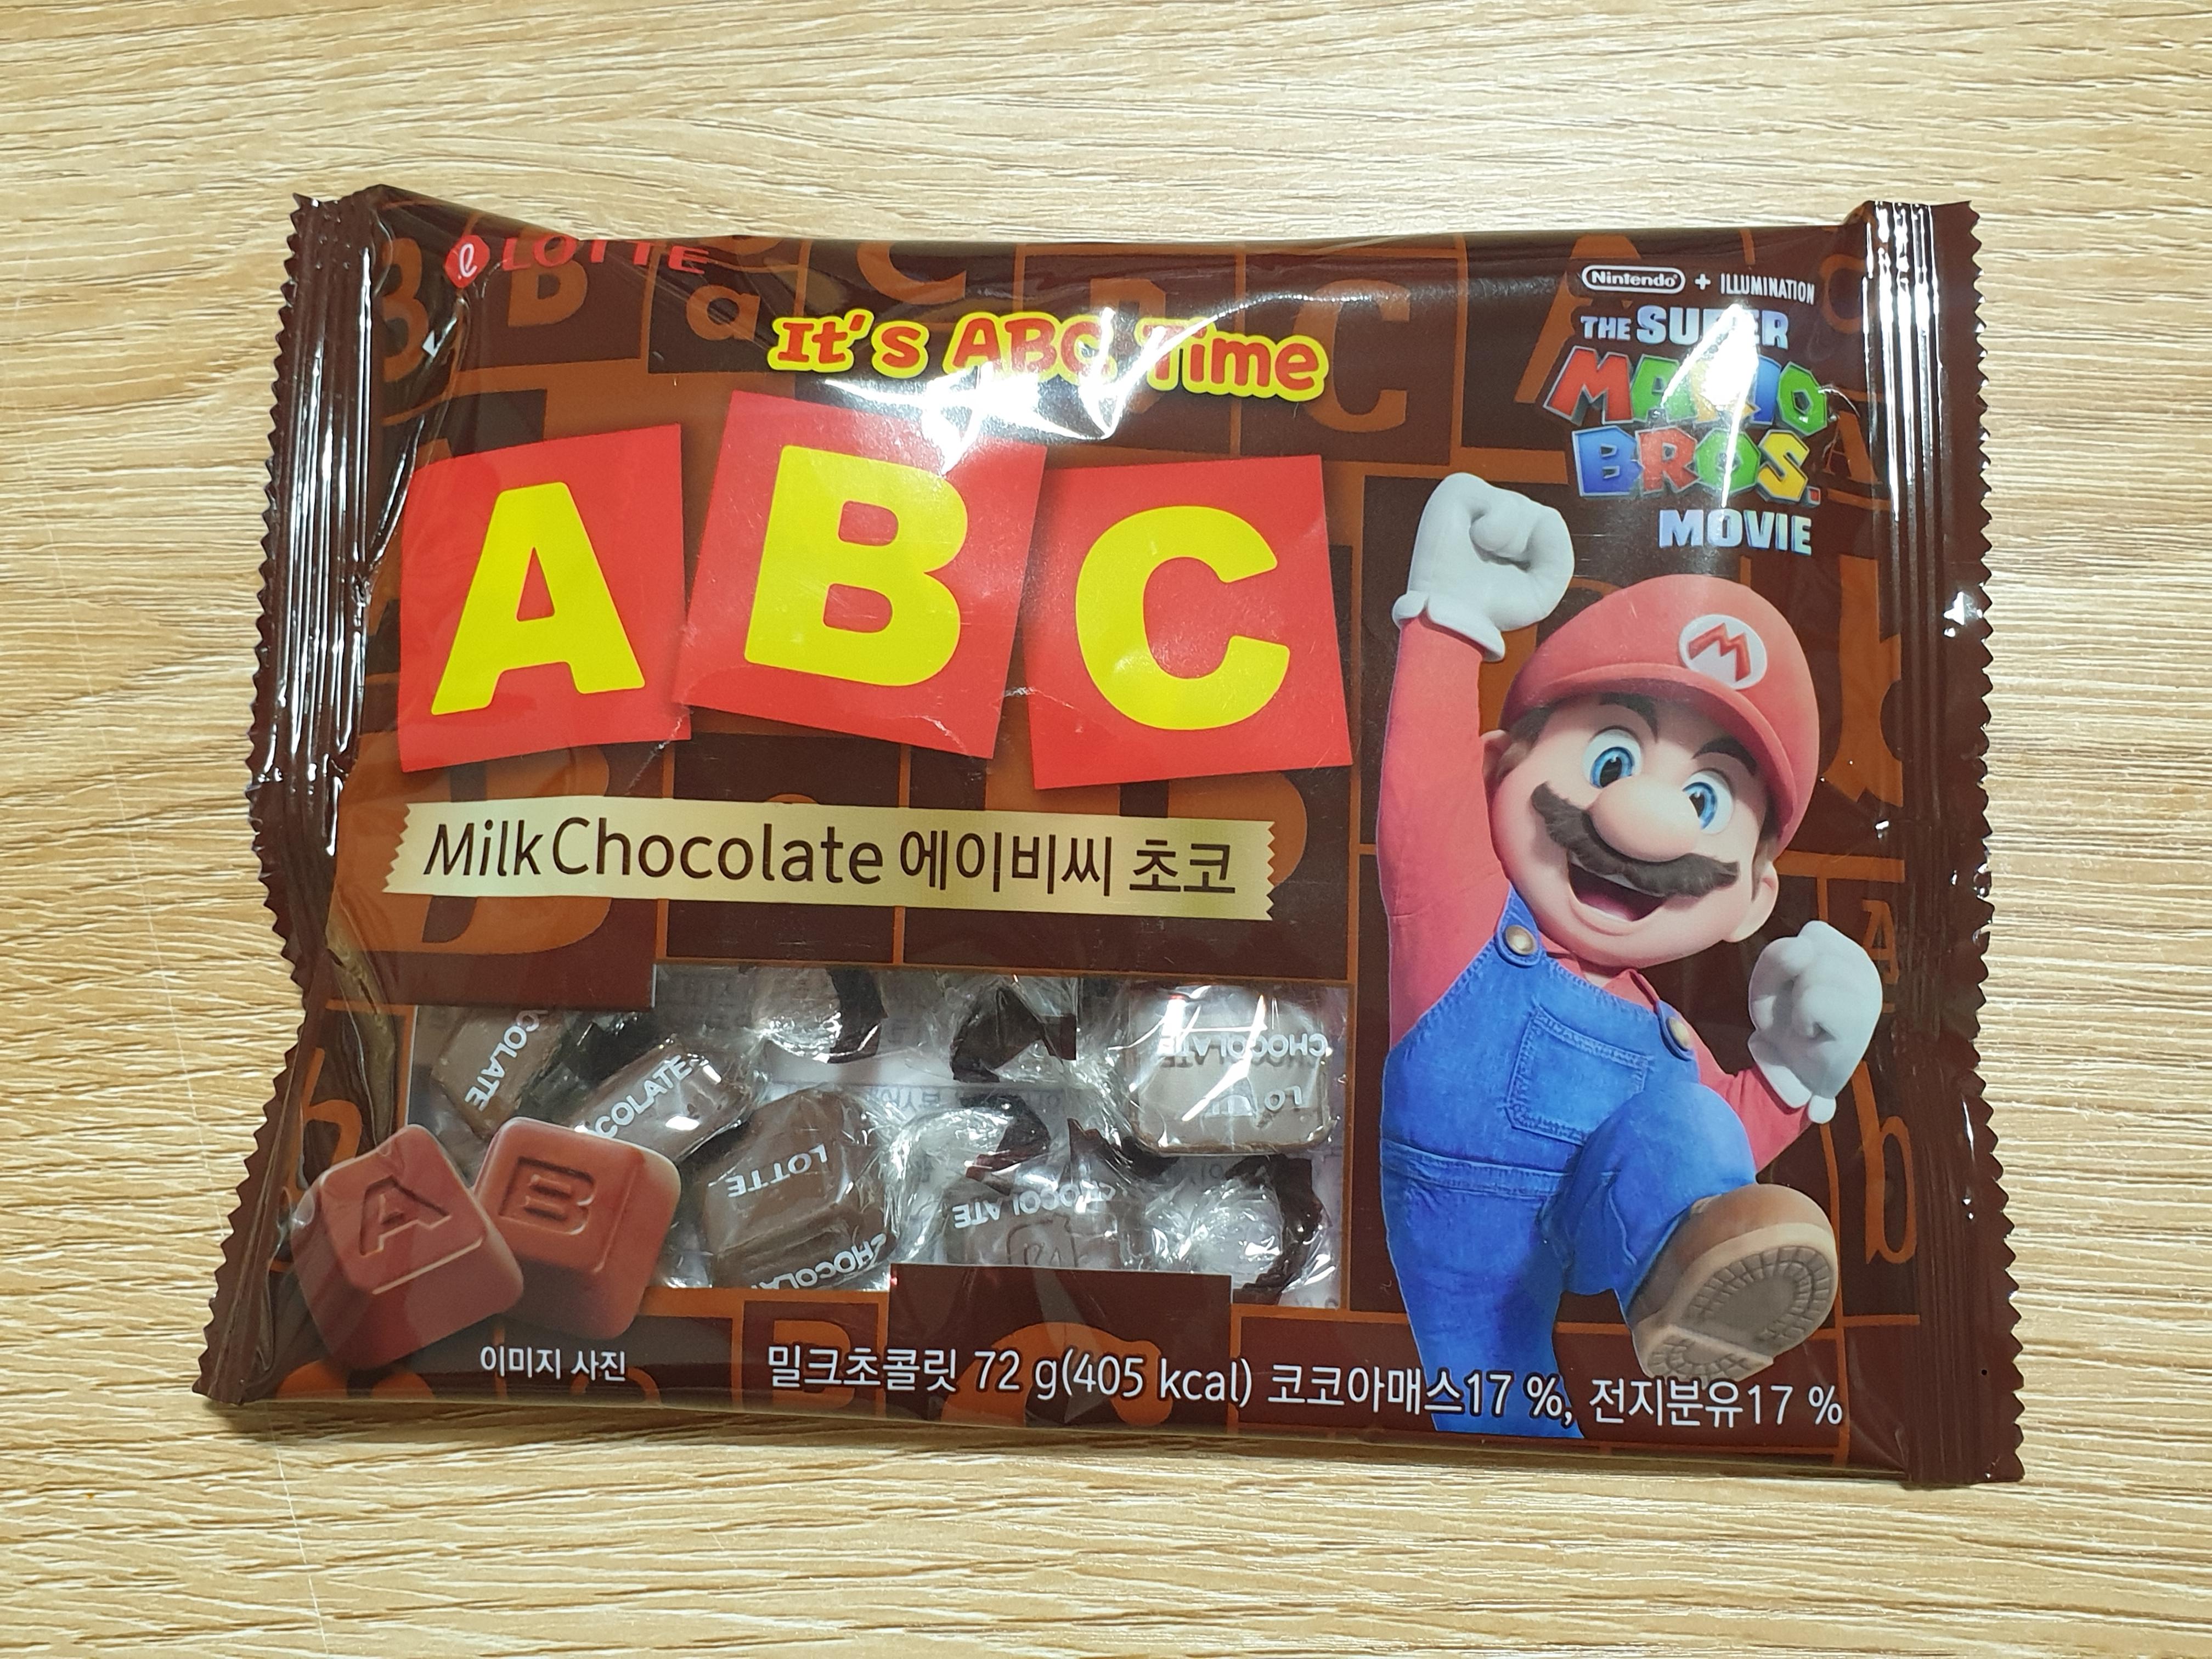 LOTTE
It's ABC Time
Nintendo + ILLUMINATION
THE SUPER
MARIO
BROS.
MOVIE
A B C
M
Milk Chocolate 에이비씨 초코
CHOCOLATE
LOTTE
LOTTE
CHOCOLATE
A B
이미지 사진
밀크초콜릿 72 g(405 kcal) 코코아매스17 %, 전지분유17 %